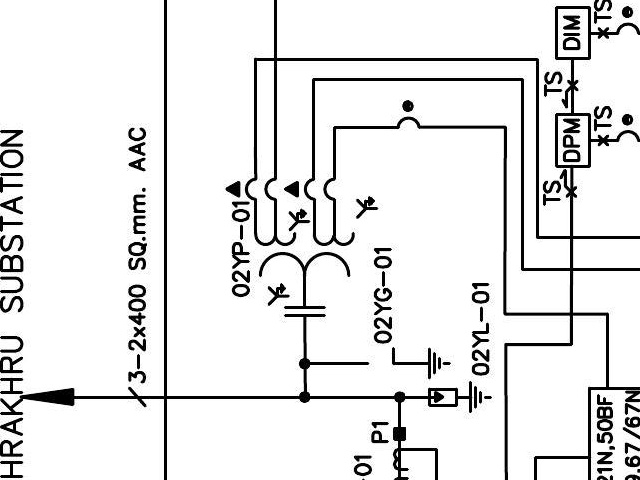 HRAKHRU SUBSTATION
3-2x400 SQ.mm. AAC
02YP-01
02YG-01
02YL-01
P1
-01
DIM
TS
TS
DPM
TS
TS
21N,50BF
9,67/67N